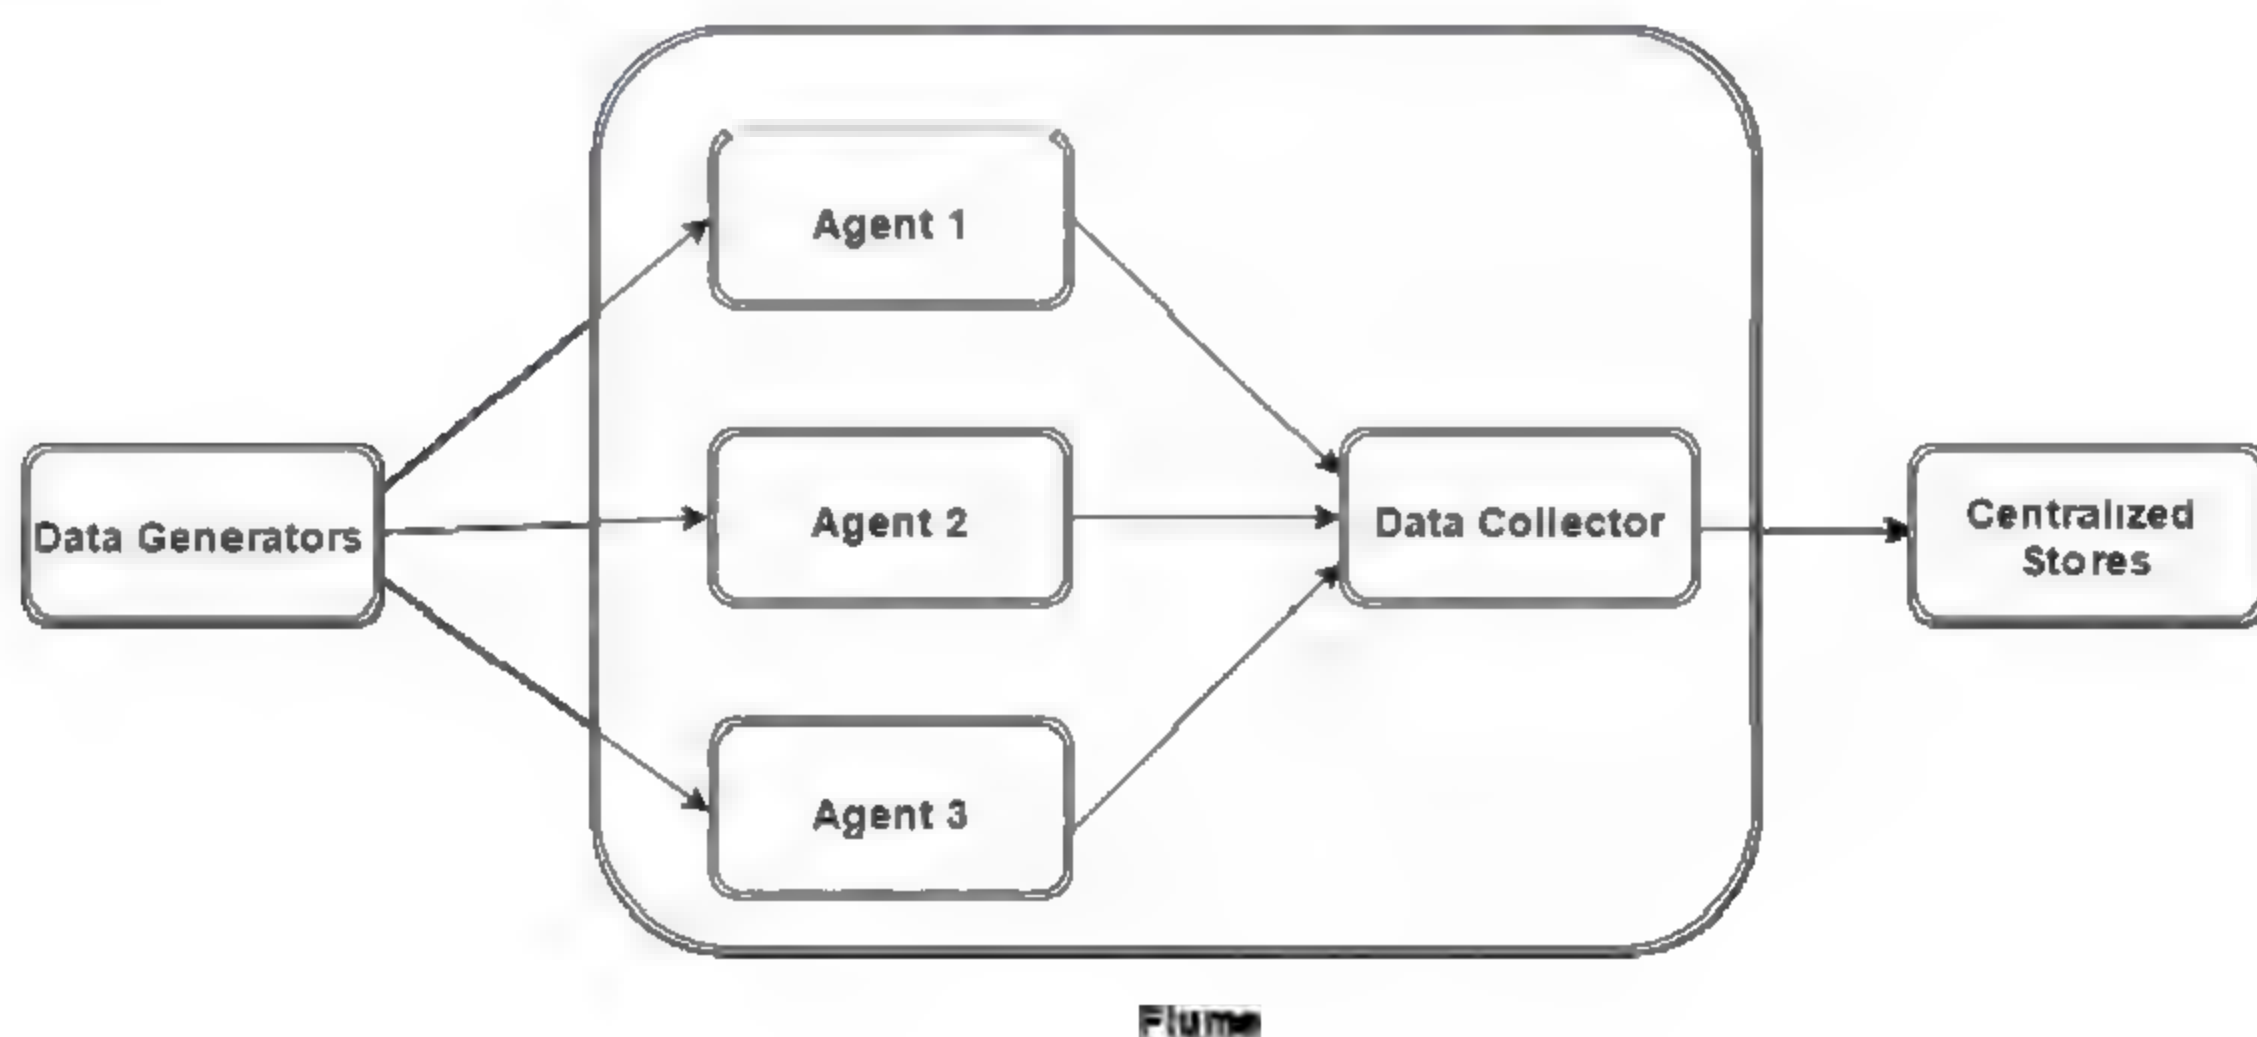 Agent 1
Data Generators
Agent 2
Data Collector
Centralized
Stores
Agent 3
Flume